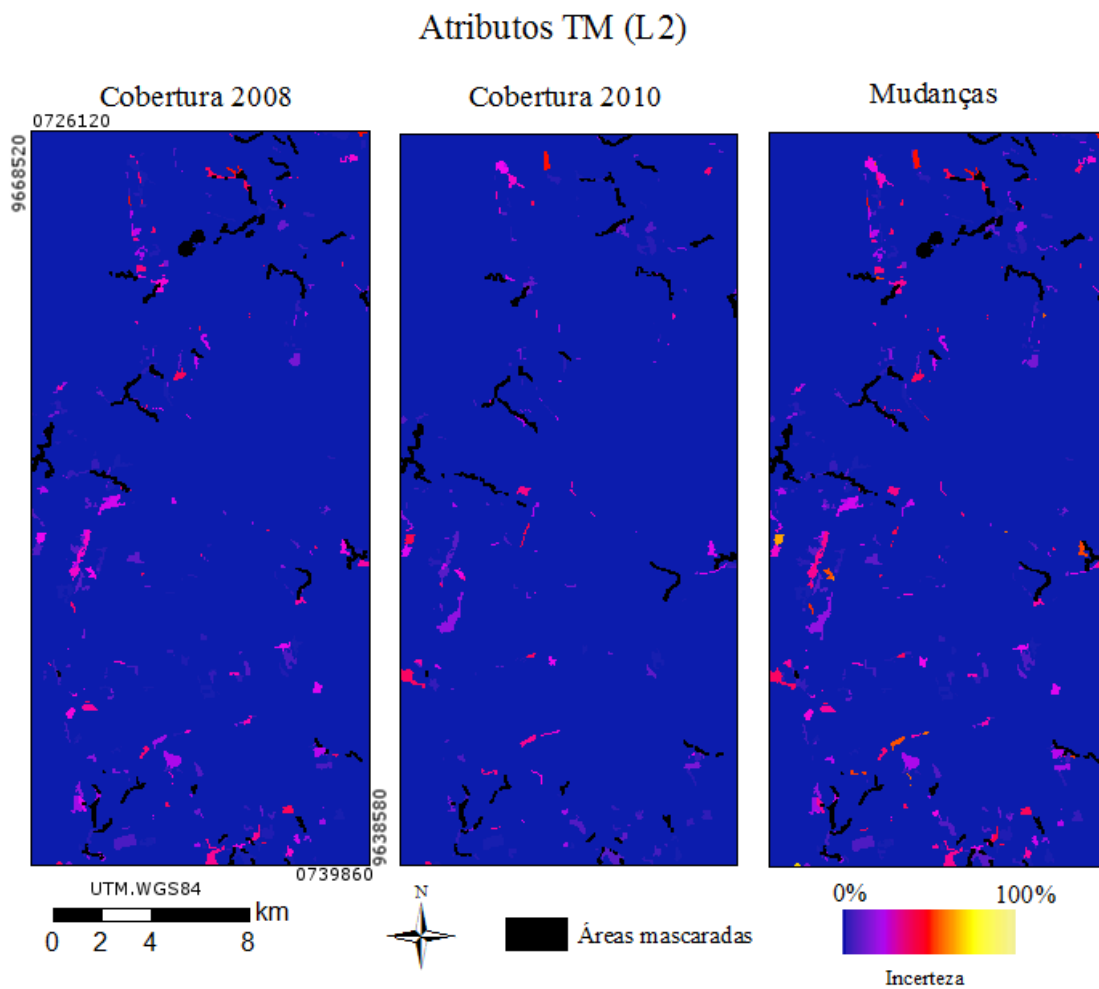 Atributos TM (L2)
Cobertura 2008
Cobertura 2010
Mudanças
0726120
9668520
9638580
0739860
UTM.WGS84
km
0 2 4 8
N
Áreas mascaradas
0% 100%
Incerteza